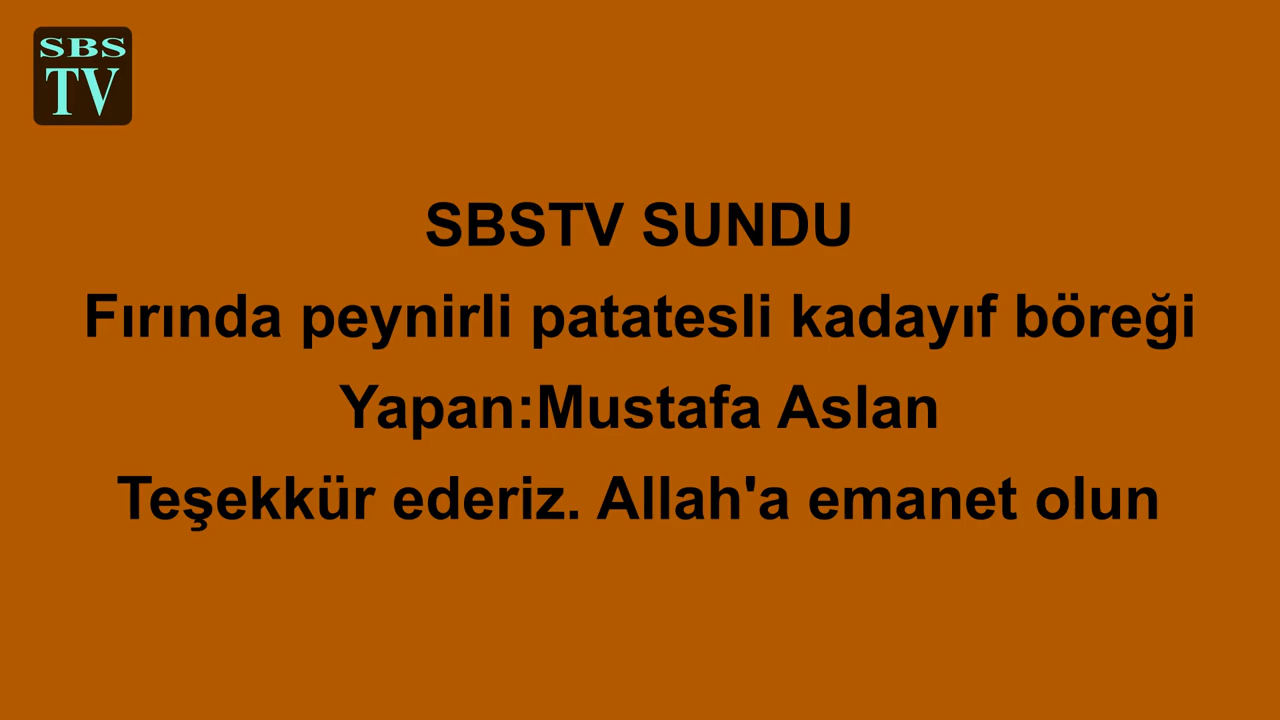 SBS
TV
SBSTV SUNDU
Fırında peynirli patatesli kadayıf böreği
Yapan:Mustafa Aslan
Teşekkür ederiz. Allah'a emanet olun